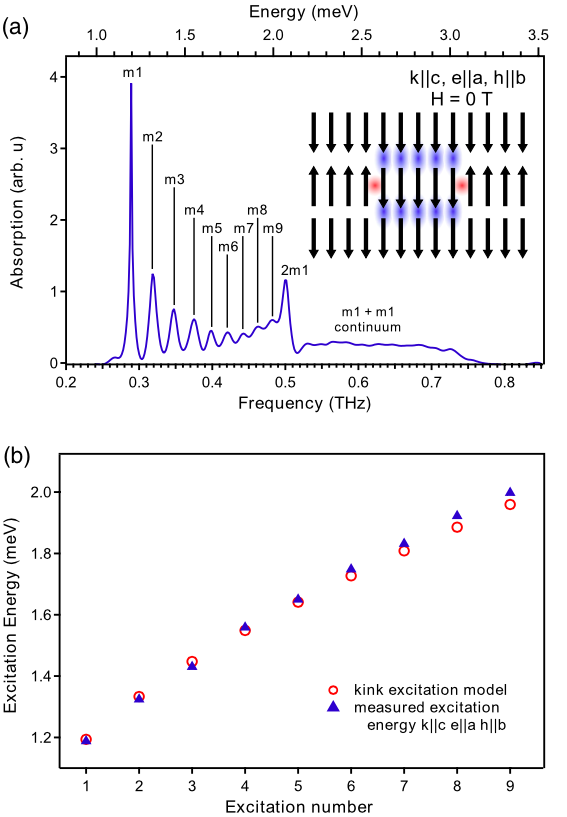 Energy (meV)
(a)
1.0
1.5
2.0
2.5
3.0
3.5
k||c, e||a, h||b
H = 0 T
Absorption (arb. u)
4
3
2
1
0
m1
m2
m3
m4
m5
m6
m7
m8
m9
2m1
m1 + m1
continuum
0.2
0.3
0.4
0.5
0.6
0.7
0.8
Frequency (THz)
(b)
Excitation Energy (meV)
2.0
1.8
1.6
1.4
1.2
kink excitation model
measured excitation
energy k||c e||a h||b
1
2
3
4
5
6
7
8
9
Excitation number